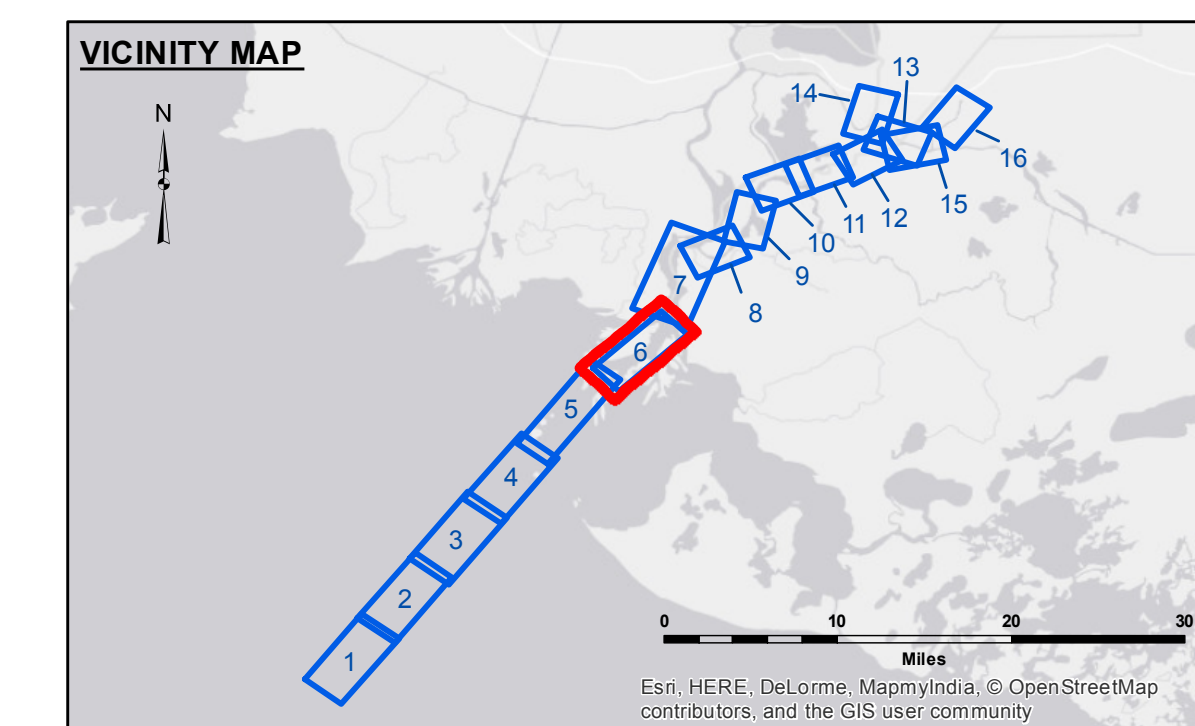 VICINITY MAP
N
13
14
16
15
12
11
10
9
8
7
6
5
4
3
2
1
0 10 20 30
Miles
Esri, HERE, DeLorme, MapmyIndia, © OpenStreetMap
contributors, and the GIS user community